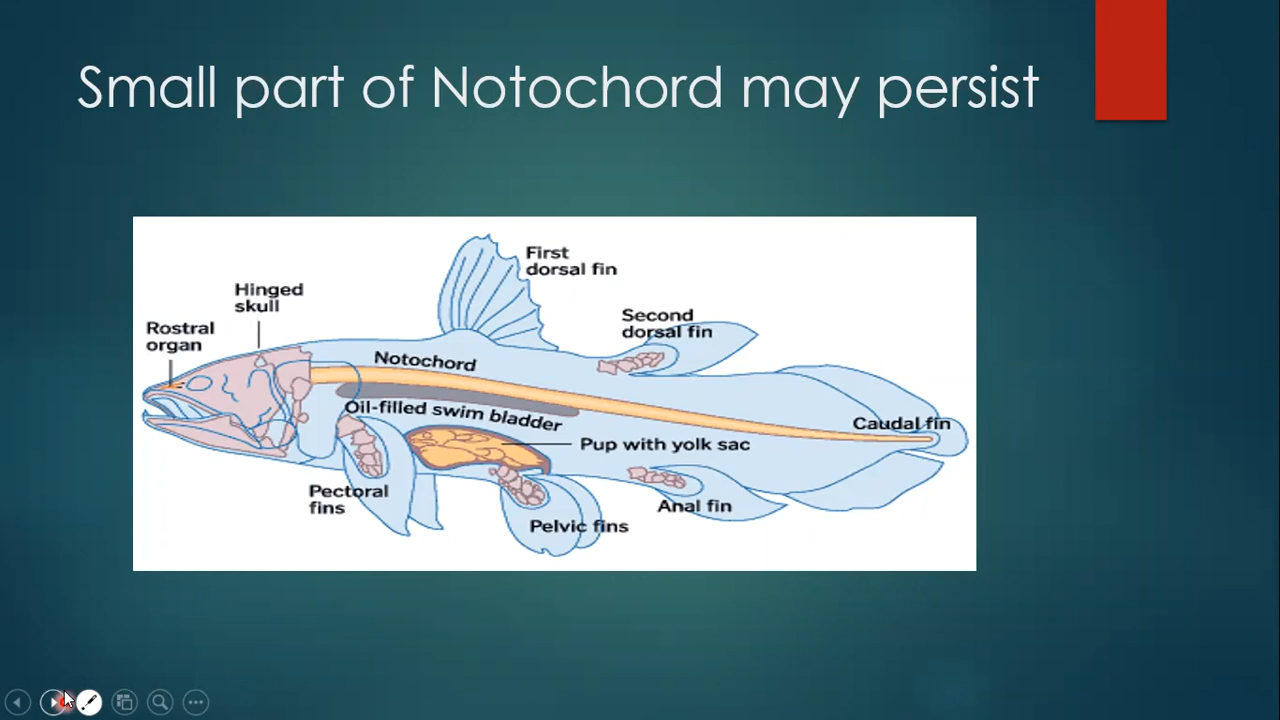 Small part of Notochord may persist
First
dorsal fin
Hinged
skull
Second
dorsal fin
Rostral
organ
Notochord
Oil-filled swim bladder
Caudal fin
Pup with yolk sac
Pectoral
fins
Anal fin
Pelvic fins